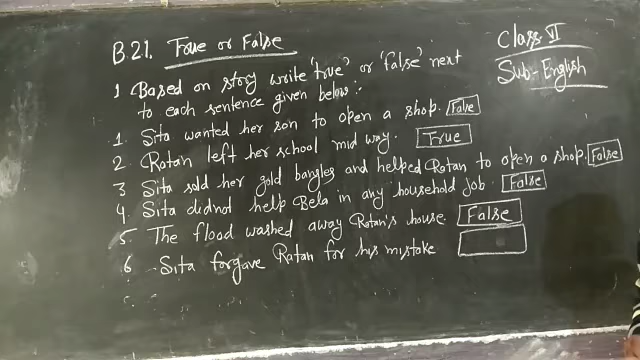 B 21. True or False
Class VI
Sub- English
1 Based on story write 'true' or 'false' next
to each sentence given below :
1. Sita wanted her son to open a shop. False
2. Ratan left her school mid way. True
3 Sita sold her gold bangles and helped Ratan to open a shop. False
4. Sita didnot help Bela in any household job. False
5. The flood washed away Ratan's house. False
6 Sita forgave Ratan for his mistake